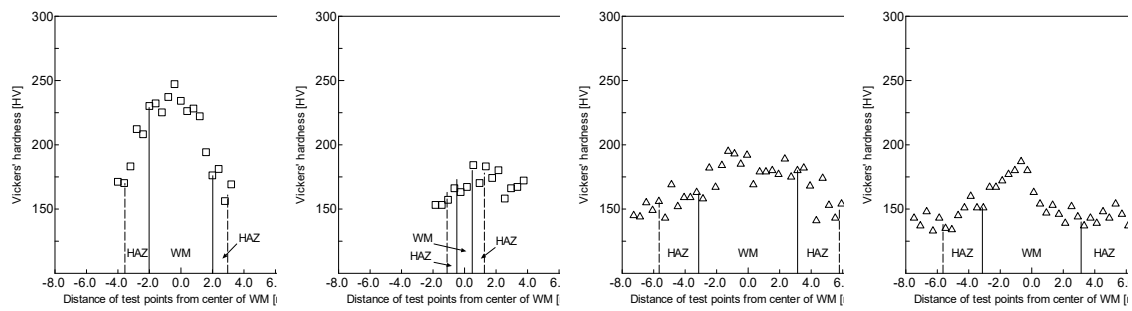 300
250
200
150
Vickers' hardness [HV]
HAZ
WM
HAZ
-8.0 -6.0 -4.0 -2.0 0.0 2.0 4.0 6.
Distance of test points from center of WM [
300
250
200
150
Vickers' hardness [HV]
WM
HAZ
HAZ
-8.0 -6.0 -4.0 -2.0 0.0 2.0 4.0 6.
Distance of test points from center of WM [
300
250
200
150
Vickers' hardness [HV]
HAZ
WM
HAZ
-8.0 -6.0 -4.0 -2.0 0.0 2.0 4.0 6.
Distance of test points from center of WM [
300
250
200
150
Vickers' hardness [HV]
HAZ
WM
HAZ
-8.0 -6.0 -4.0 -2.0 0.0 2.0 4.0 6.
Distance of test points from center of WM [